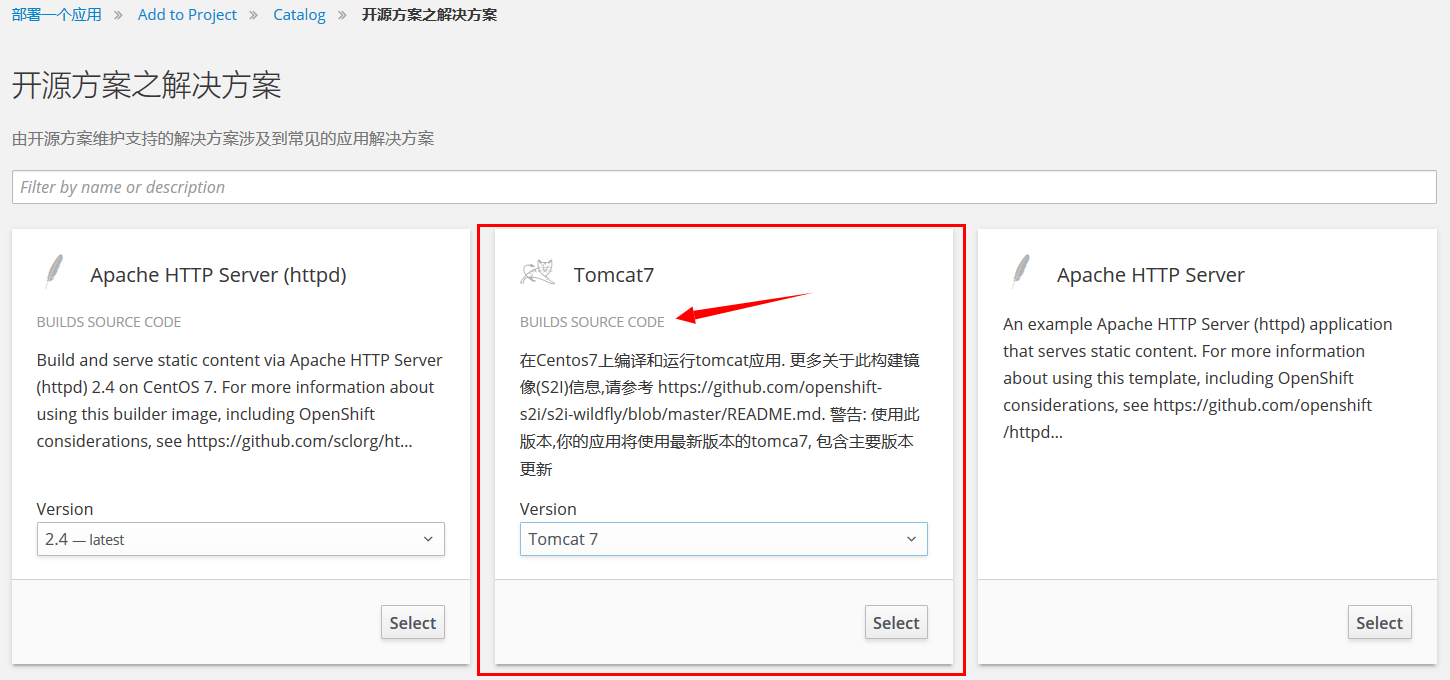 部署一个应用 » Add to Project » Catalog » 开源方案之解决方案
开源方案之解决方案
由开源方案维护支持的解决方案涉及到常见的应用解决方案
Filter by name or description
Apache HTTP Server (httpd)
BUILDS SOURCE CODE
Build and serve static content via Apache HTTP Server
(httpd) 2.4 on CentOS 7. For more information about
using this builder image, including OpenShift
considerations, see https://github.com/sclorg/ht...
Version
2.4 — latest
Select
Tomcat7
BUILDS SOURCE CODE
在Centos7上编译和运行tomcat应用. 更多关于此构建镜
像(S2I)信息,请参考 https://github.com/openshift-
s2i/s2i-wildfly/blob/master/README.md. 警告: 使用此
版本,你的应用将使用最新版本的tomca7, 包含主要版本
更新
Version
Tomcat 7
Select
Apache HTTP Server
An example Apache HTTP Server (httpd) application
that serves static content. For more information
about using this template, including OpenShift
considerations, see https://github.com/openshift
/httpd...
Select